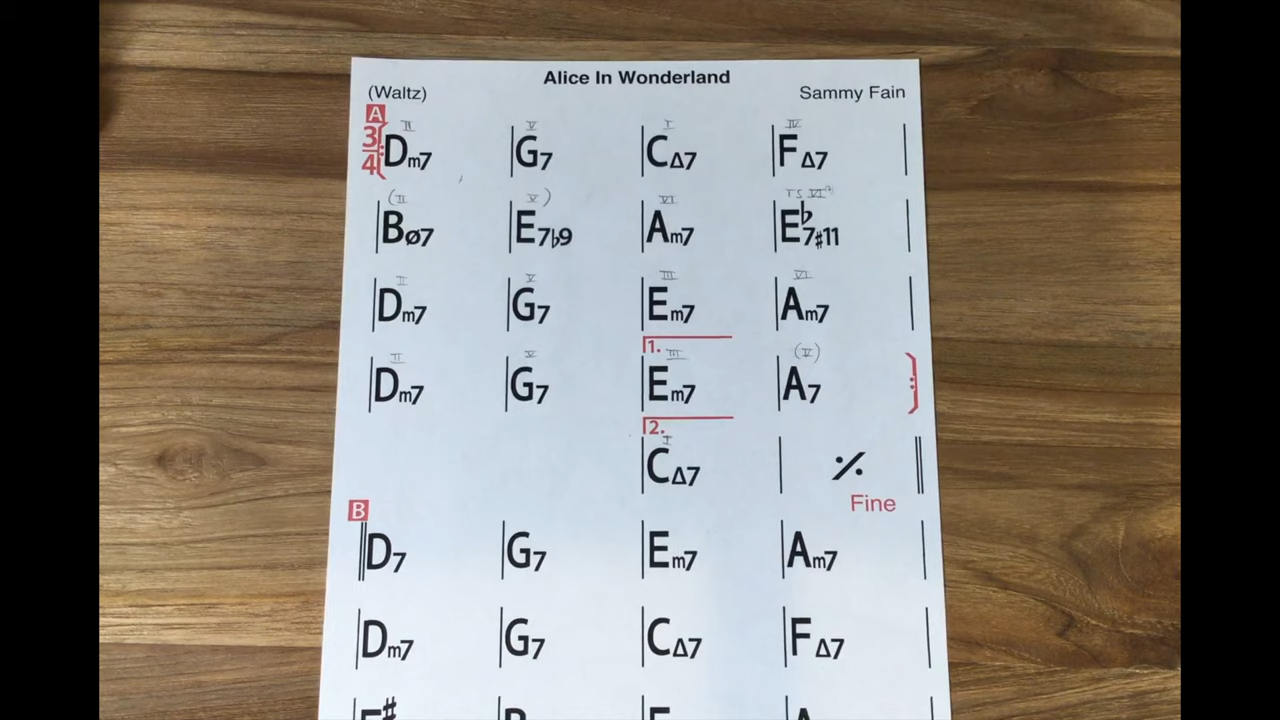 Alice In Wonderland
(Waltz) Sammy Fain
A
II V I IV
3/4 Dm7 G7 CΔ7 FΔ7
(II V) VI TS VI7
Bø7 E7♭9 Am7 E♭7♯11
II V III VI
Dm7 G7 Em7 Am7
1.
II V III (V)
Dm7 G7 Em7 A7
2.
I
CΔ7 ٪
Fine
B
D7 G7 Em7 Am7
Dm7 G7 CΔ7 FΔ7